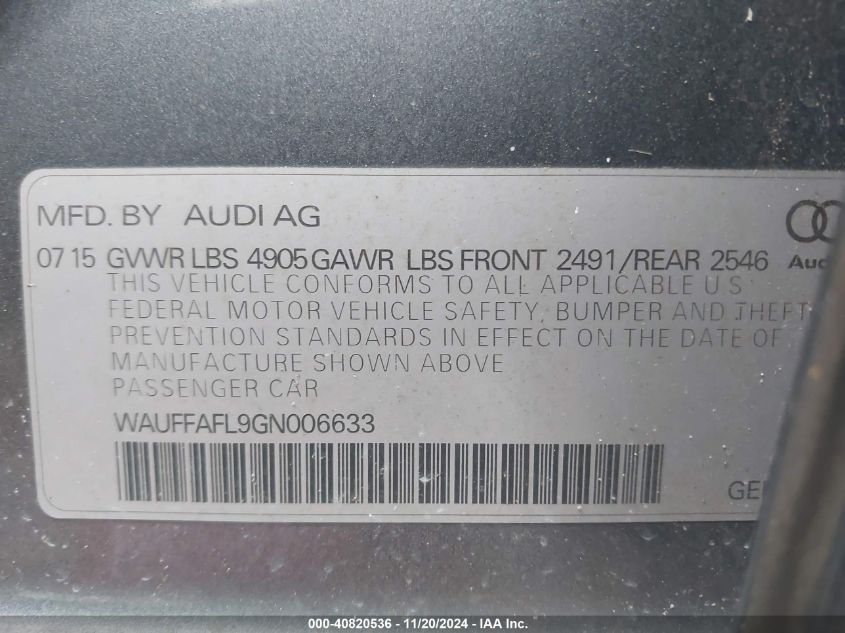 MFD. BY AUDI AG
07 15 GVWR LBS 4905 GAWR LBS FRONT 2491/REAR 2546
THIS VEHICLE CONFORMS TO ALL APPLICABLE U S
FEDERAL MOTOR VEHICLE SAFETY, BUMPER AND THEFT
PREVENTION STANDARDS IN EFFECT ON THE DATE OF
MANUFACTURE SHOWN ABOVE
PASSENGER CAR
WAUFFAFL9GN006633
000-40820536 - 11/20/2024 - IAA Inc.